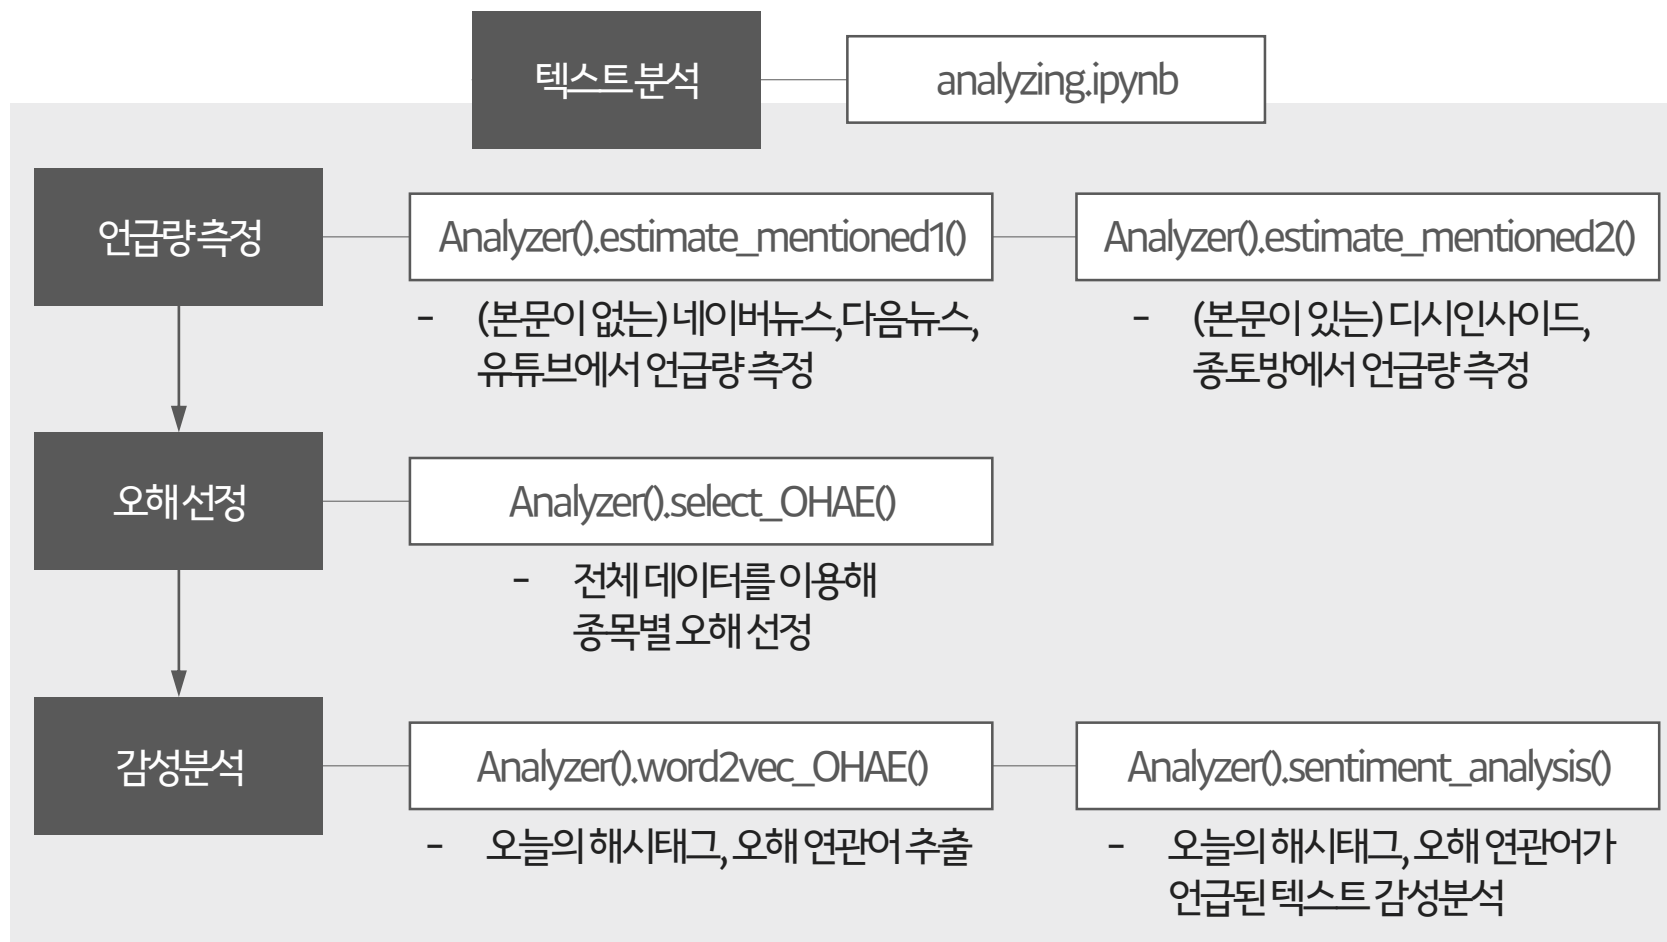 텍스트 분석
analyzing.ipynb
언급량 측정
Analyzer().estimate_mentioned1()
Analyzer().estimate_mentioned2()
- (본문이 없는) 네이버뉴스,다음뉴스,
유튜브에서 언급량 측정
- (본문이 있는) 디시인사이드,
종토방에서 언급량 측정
오해 선정
Analyzer().select_OHAE()
- 전체 데이터를 이용해
종목별 오해 선정
감성분석
Analyzer().word2vec_OHAE()
Analyzer().sentiment_analysis()
- 오늘의 해시태그, 오해 연관어 추출
- 오늘의 해시태그, 오해 연관어가
언급된 텍스트 감성분석